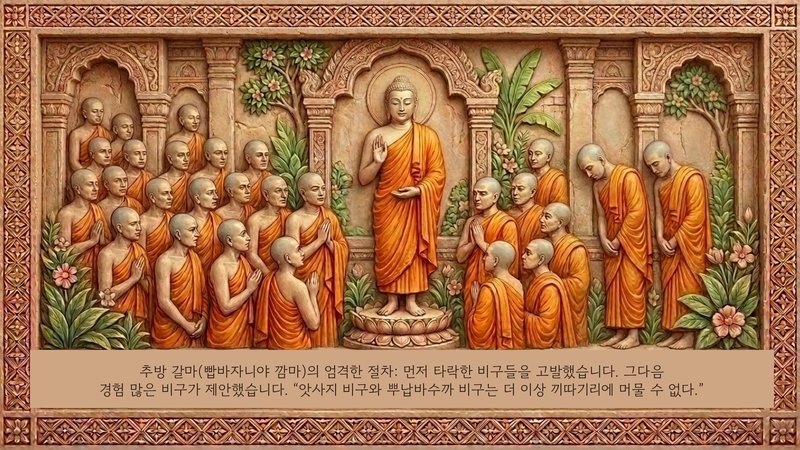 추방 갈마(빱바자니야 깜마)의 엄격한 절차: 먼저 타락한 비구들을 고발했습니다. 그다음
경험 많은 비구가 제안했습니다. “앗사지 비구와 뿌납바수까 비구는 더 이상 끼따기리에 머물 수 없다.”